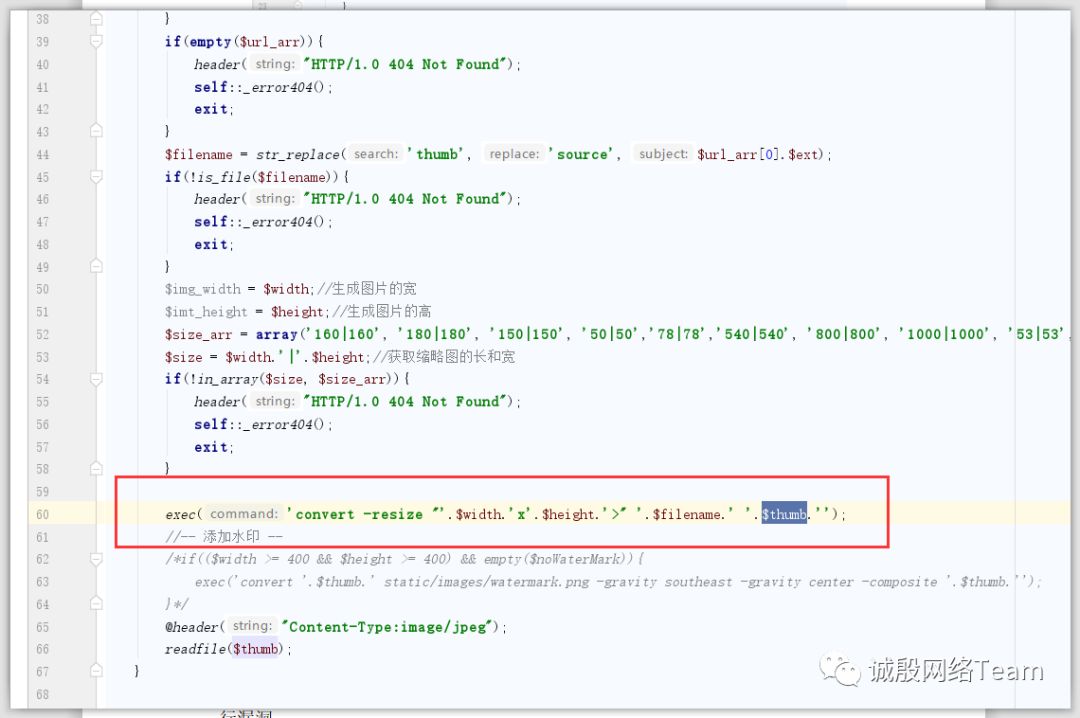 38 }
39 if(empty($url_arr)){
40 header( string: "HTTP/1.0 404 Not Found");
41 self::_error404();
42 exit;
43 }
44 $filename = str_replace( search: 'thumb', replace: 'source', subject: $url_arr[0].$ext);
45 if(!is_file($filename)){
46 header( string: "HTTP/1.0 404 Not Found");
47 self::_error404();
48 exit;
49 }
50 $img_width = $width;//生成图片的宽
51 $imt_height = $height;//生成图片的高
52 $size_arr = array('160|160', '180|180', '150|150', '50|50','78|78','540|540', '800|800', '1000|1000', '53|53',
53 $size = $width.'|'.$height;//获取缩略图的长和宽
54 if(!in_array($size, $size_arr)){
55 header( string: "HTTP/1.0 404 Not Found");
56 self::_error404();
57 exit;
58 }
59
60 exec( command: 'convert -resize "'.$width.'x'.$height.'>" '.$filename.' '.$thumb.'');
61 //-- 添加水印 --
62 /*if(($width >= 400 && $height >= 400) && empty($noWaterMark)){
63 exec('convert '.$thumb.' static/images/watermark.png -gravity southeast -gravity center -composite '.$thumb.'');
64 }*/
65 @header( string: "Content-Type:image/jpeg");
66 readfile($thumb);
67 }
68
诚殷网络Team